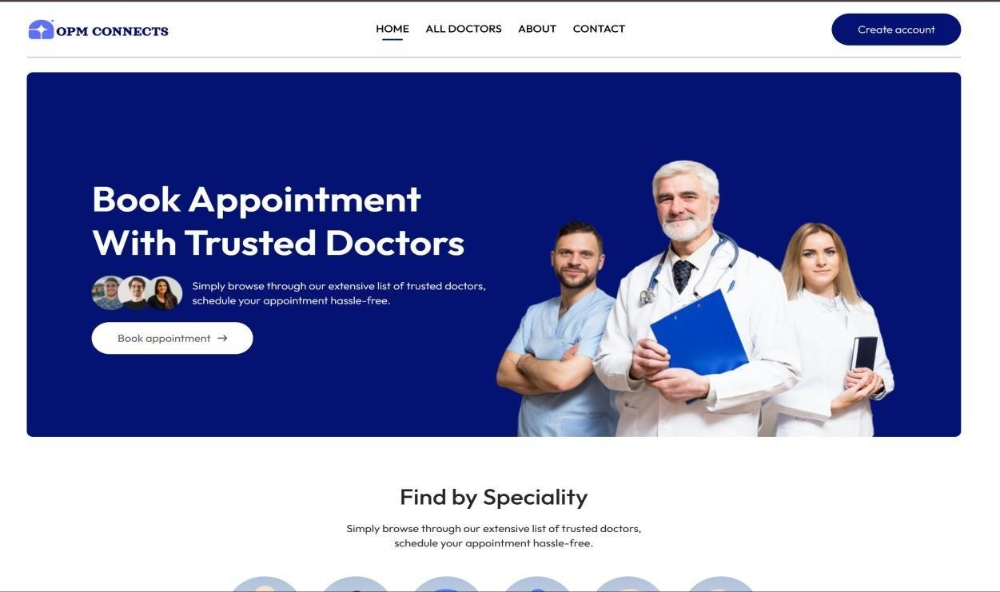 OPM CONNECTS
HOME
ALL DOCTORS
ABOUT
CONTACT
Create account
Book Appointment
With Trusted Doctors
Simply browse through our extensive list of trusted doctors,
schedule your appointment hassle-free.
Book appointment →
Find by Speciality
Simply browse through our extensive list of trusted doctors,
schedule your appointment hassle-free.